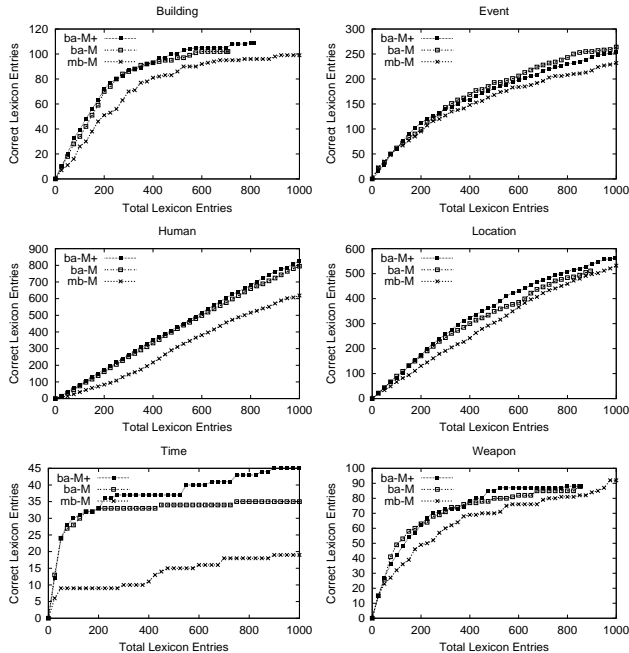 Building
Correct Lexicon Entries
120
100
80
60
40
20
0
ba-M+
ba-M
mb-M
0 200 400 600 800 1000
Total Lexicon Entries
Event
Correct Lexicon Entries
300
250
200
150
100
50
0
ba-M+
ba-M
mb-M
0 200 400 600 800 1000
Total Lexicon Entries
Human
Correct Lexicon Entries
900
800
700
600
500
400
300
200
100
0
ba-M+
ba-M
mb-M
0 200 400 600 800 1000
Total Lexicon Entries
Location
Correct Lexicon Entries
600
500
400
300
200
100
0
ba-M+
ba-M
mb-M
0 200 400 600 800 1000
Total Lexicon Entries
Time
Correct Lexicon Entries
45
40
35
30
25
20
15
10
5
0
ba-M+
ba-M
mb-M
0 200 400 600 800 1000
Total Lexicon Entries
Weapon
Correct Lexicon Entries
100
90
80
70
60
50
40
30
20
10
0
ba-M+
ba-M
mb-M
0 200 400 600 800 1000
Total Lexicon Entries